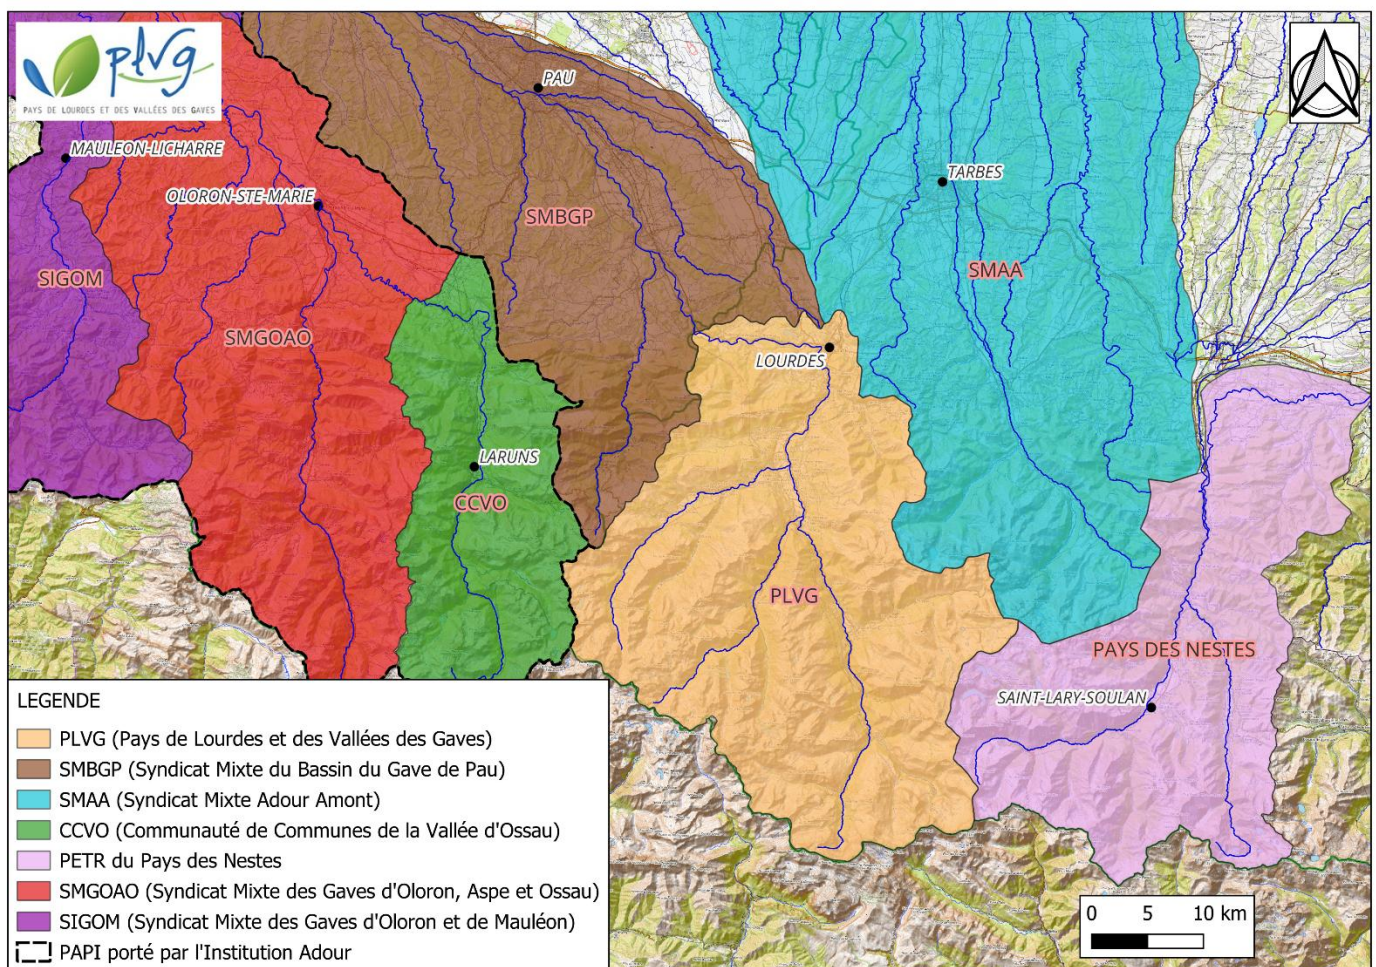 plvg
PAYS DE LOURDES ET DES VALLÉES DES GAVES
PAU
MAULEON-LICHARRE
TARBES
OLORON-STE-MARIE
SMBGP
SIGOM
SMAA
SMGOAO
LOURDES
LARUNS
CCVO
PLVG
PAYS DES NESTES
SAINT-LARY-SOULAN
LEGENDE
PLVG (Pays de Lourdes et des Vallées des Gaves)
SMBGP (Syndicat Mixte du Bassin du Gave de Pau)
SMAA (Syndicat Mixte Adour Amont)
CCVO (Communauté de Communes de la Vallée d'Ossau)
PETR du Pays des Nestes
SMGOAO (Syndicat Mixte des Gaves d'Oloron, Aspe et Ossau)
SIGOM (Syndicat Mixte des Gaves d'Oloron et de Mauléon)
PAPI porté par l'Institution Adour
0 5 10 km